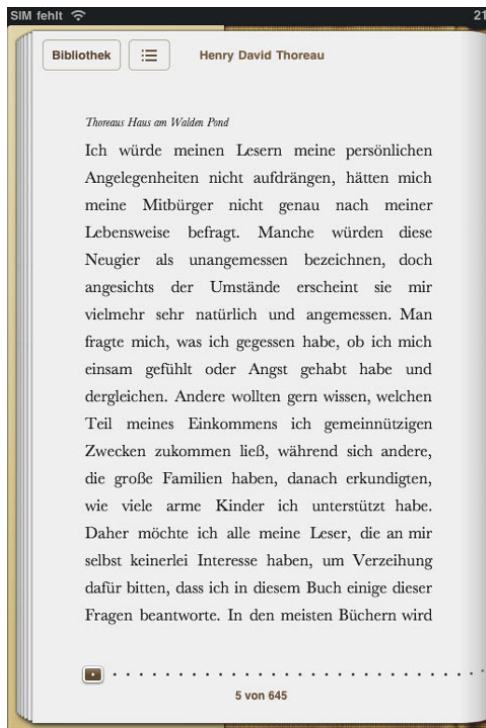 SIM fehlt 21
Bibliothek Henry David Thoreau
Thoreaus Haus am Walden Pond
Ich würde meinen Lesern meine persönlichen
Angelegenheiten nicht aufdrängen, hätten mich
meine Mitbürger nicht genau nach meiner
Lebensweise befragt. Manche würden diese
Neugier als unangemessen bezeichnen, doch
angesichts der Umstände erscheint sie mir
vielmehr sehr natürlich und angemessen. Man
fragte mich, was ich gegessen habe, ob ich mich
einsam gefühlt oder Angst gehabt habe und
dergleichen. Andere wollten gern wissen, welchen
Teil meines Einkommens ich gemeinnützigen
Zwecken zukommen ließ, während sich andere,
die große Familien haben, danach erkundigten,
wie viele arme Kinder ich unterstützt habe.
Daher möchte ich alle meine Leser, die an mir
selbst keinerlei Interesse haben, um Verzeihung
dafür bitten, dass ich in diesem Buch einige dieser
Fragen beantworte. In den meisten Büchern wird
5 von 645